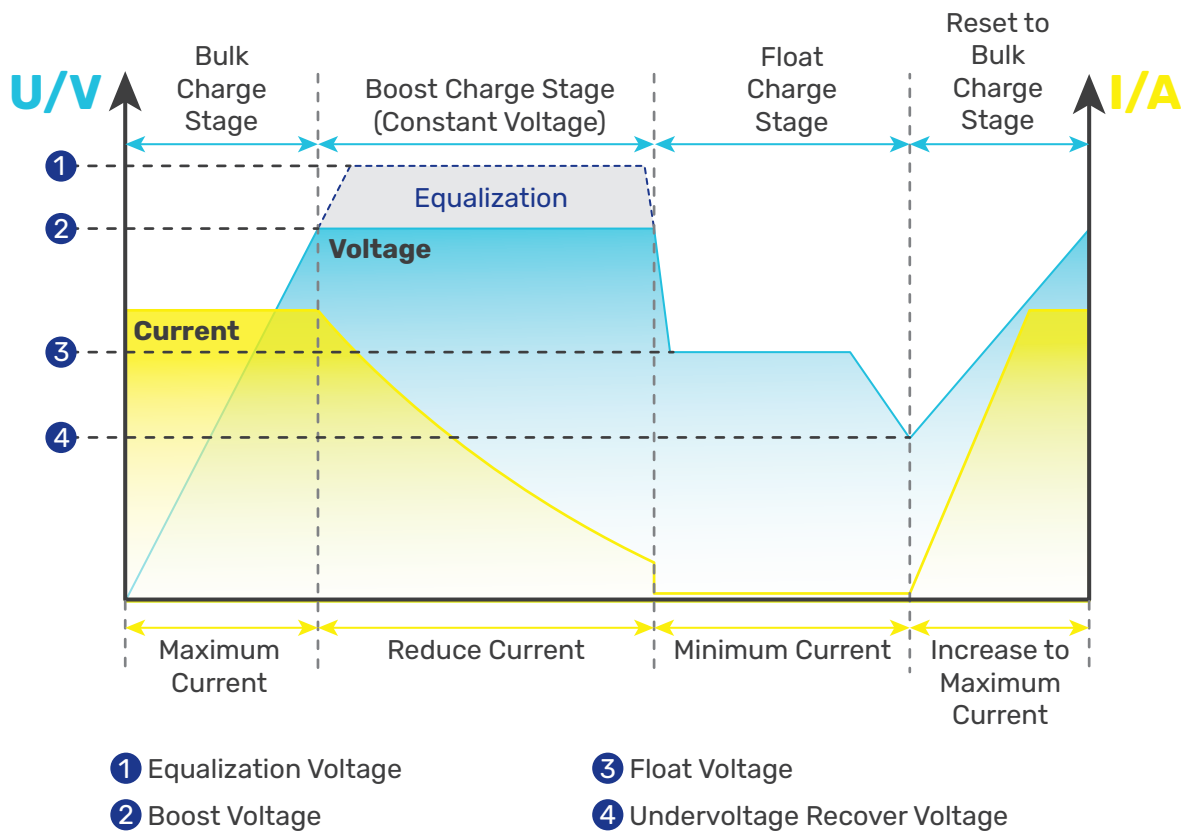 U/V
Bulk
Charge
Stage
Boost Charge Stage
(Constant Voltage)
Float
Charge
Stage
Reset to
Bulk
Charge
Stage
I/A
1
Equalization
2
Voltage
Current
3
4
Maximum
Current
Reduce Current
Minimum Current
Increase to
Maximum
Current
1 Equalization Voltage
3 Float Voltage
2 Boost Voltage
4 Undervoltage Recover Voltage